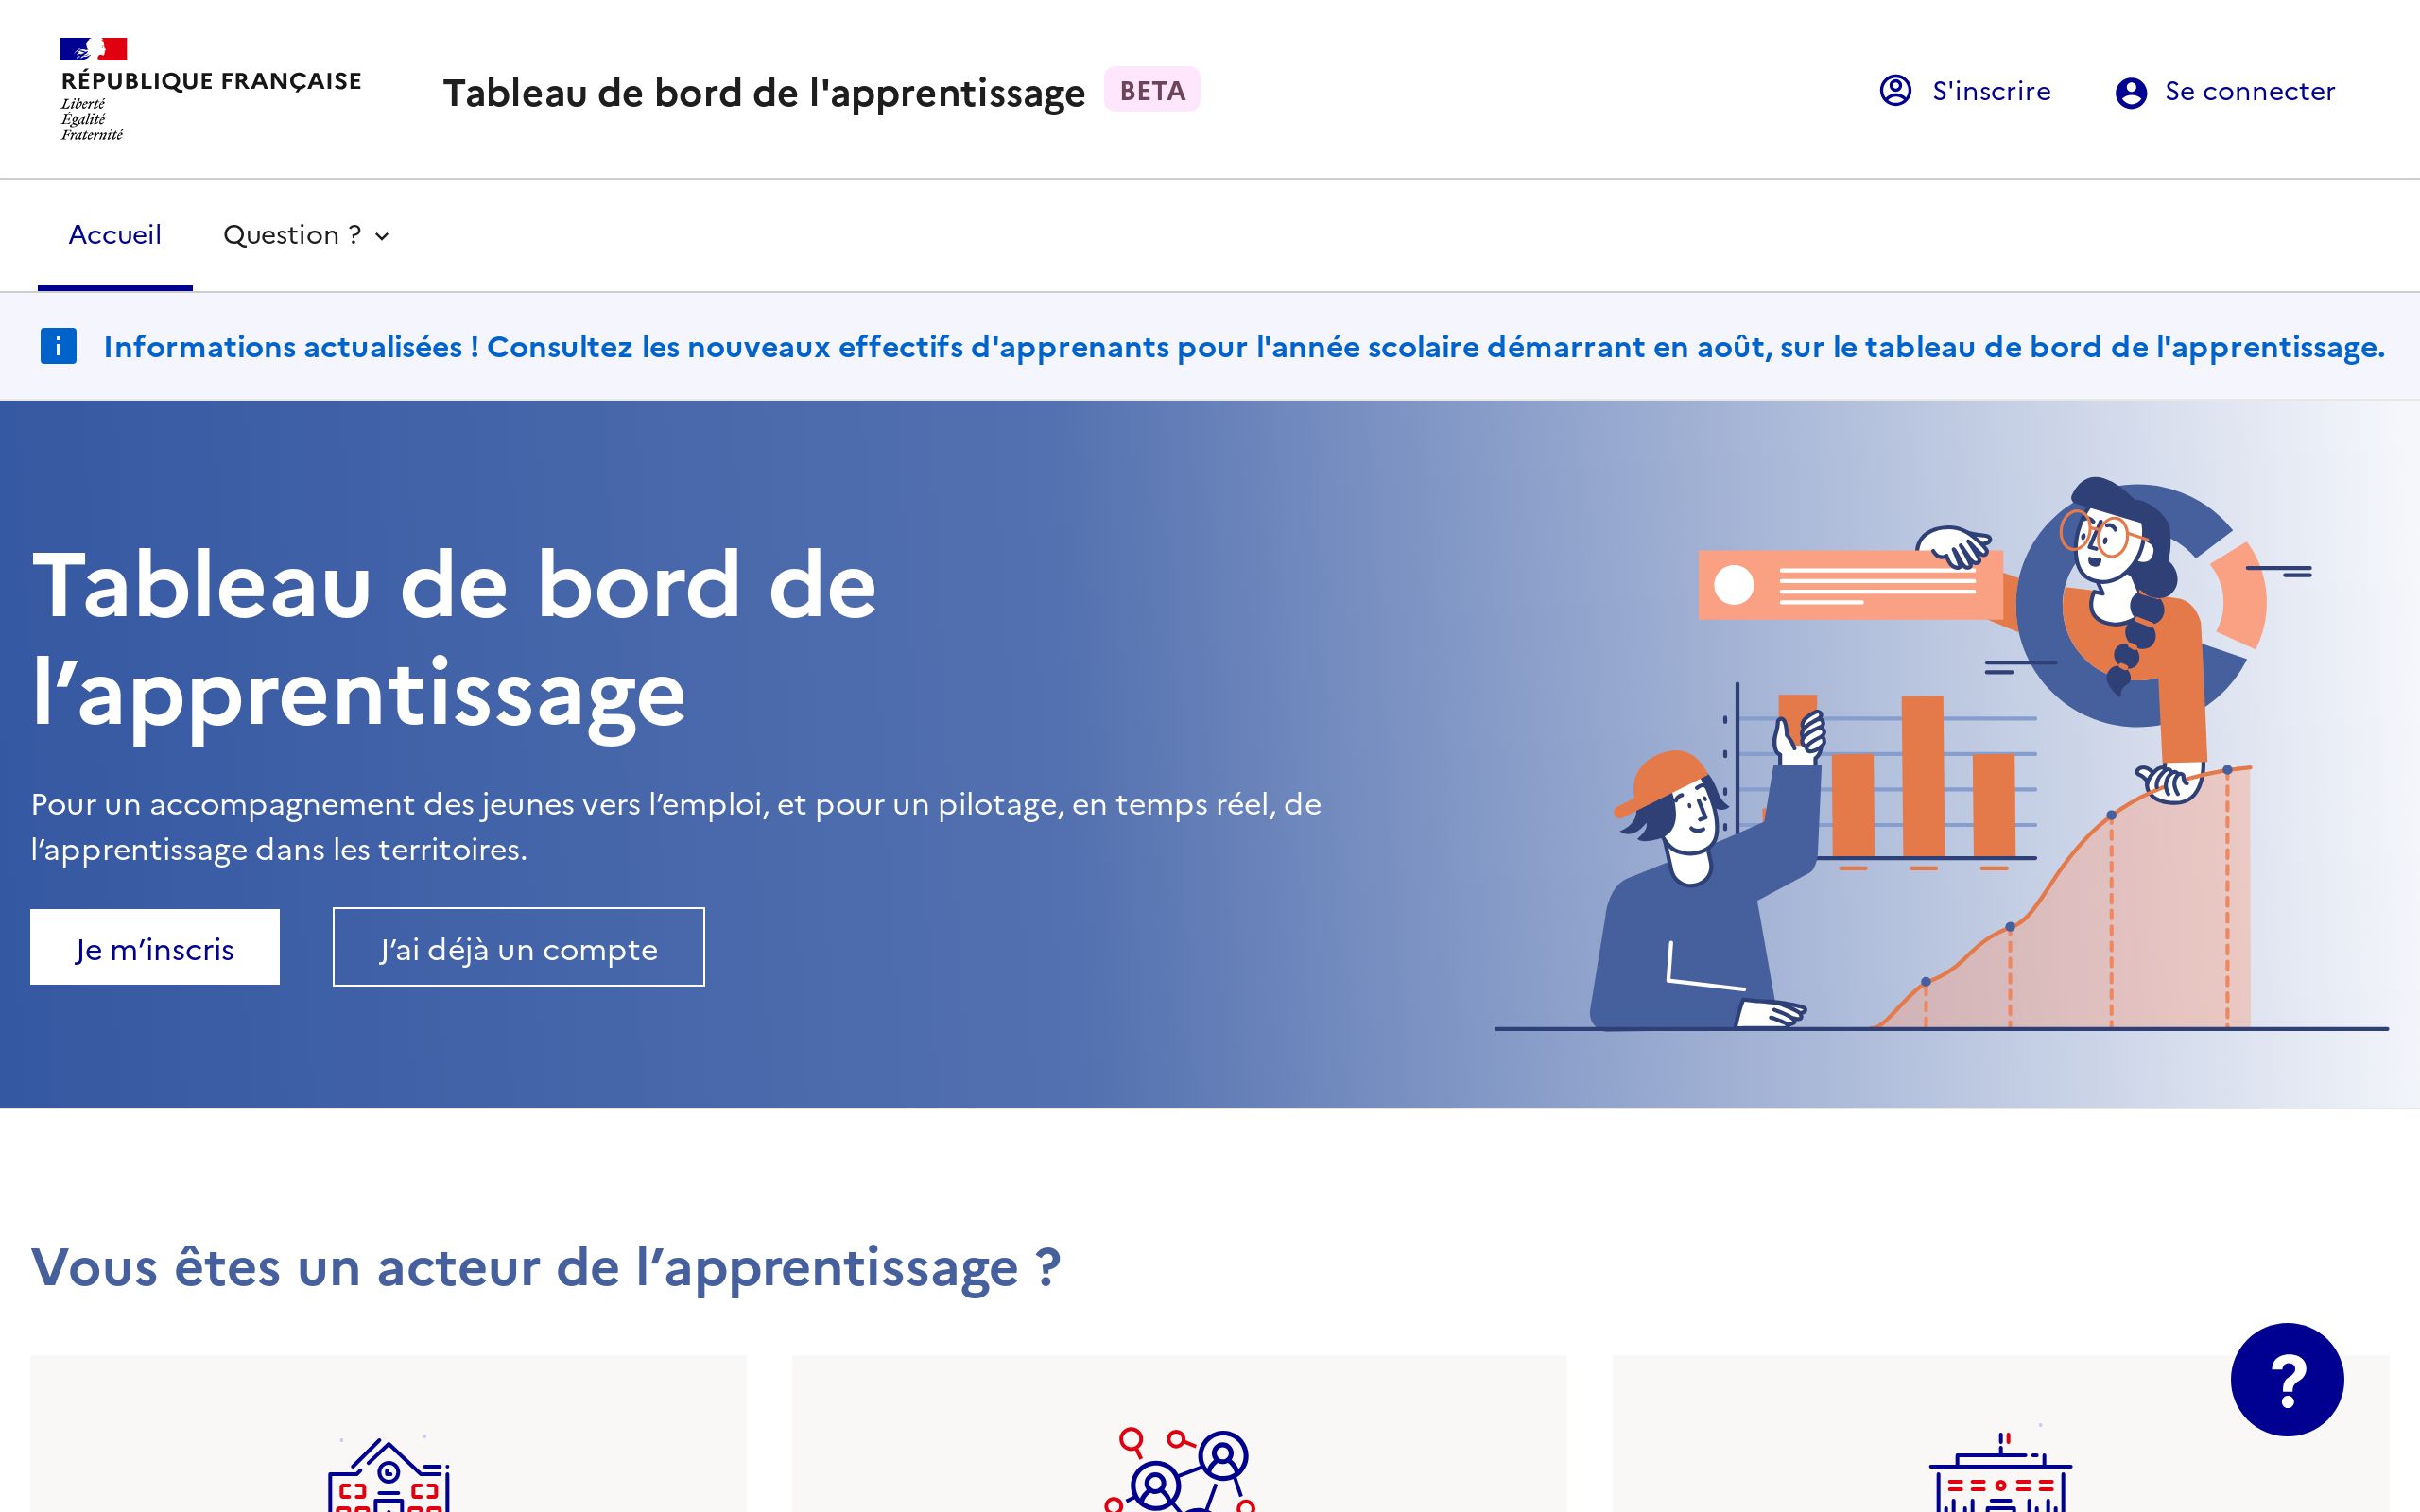 RÉPUBLIQUE FRANÇAISE
Liberté
Égalité
Fraternité
Tableau de bord de l'apprentissage BETA
S'inscrire
Se connecter
Accueil
Question ?
Informations actualisées ! Consultez les nouveaux effectifs d'apprenants pour l'année scolaire démarrant en août, sur le tableau de bord de l'apprentissage.
Tableau de bord de
l’apprentissage
Pour un accompagnement des jeunes vers l’emploi, et pour un pilotage, en temps réel, de
l’apprentissage dans les territoires.
Je m’inscris
J’ai déjà un compte
Vous êtes un acteur de l’apprentissage ?
?